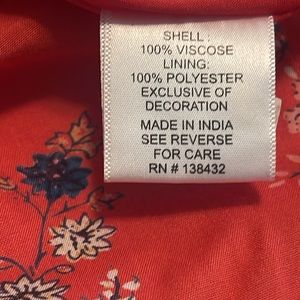 SHELL :
100% VISCOSE
LINING:
100% POLYESTER
EXCLUSIVE OF
DECORATION
MADE IN INDIA
SEE REVERSE
FOR CARE
RN # 138432